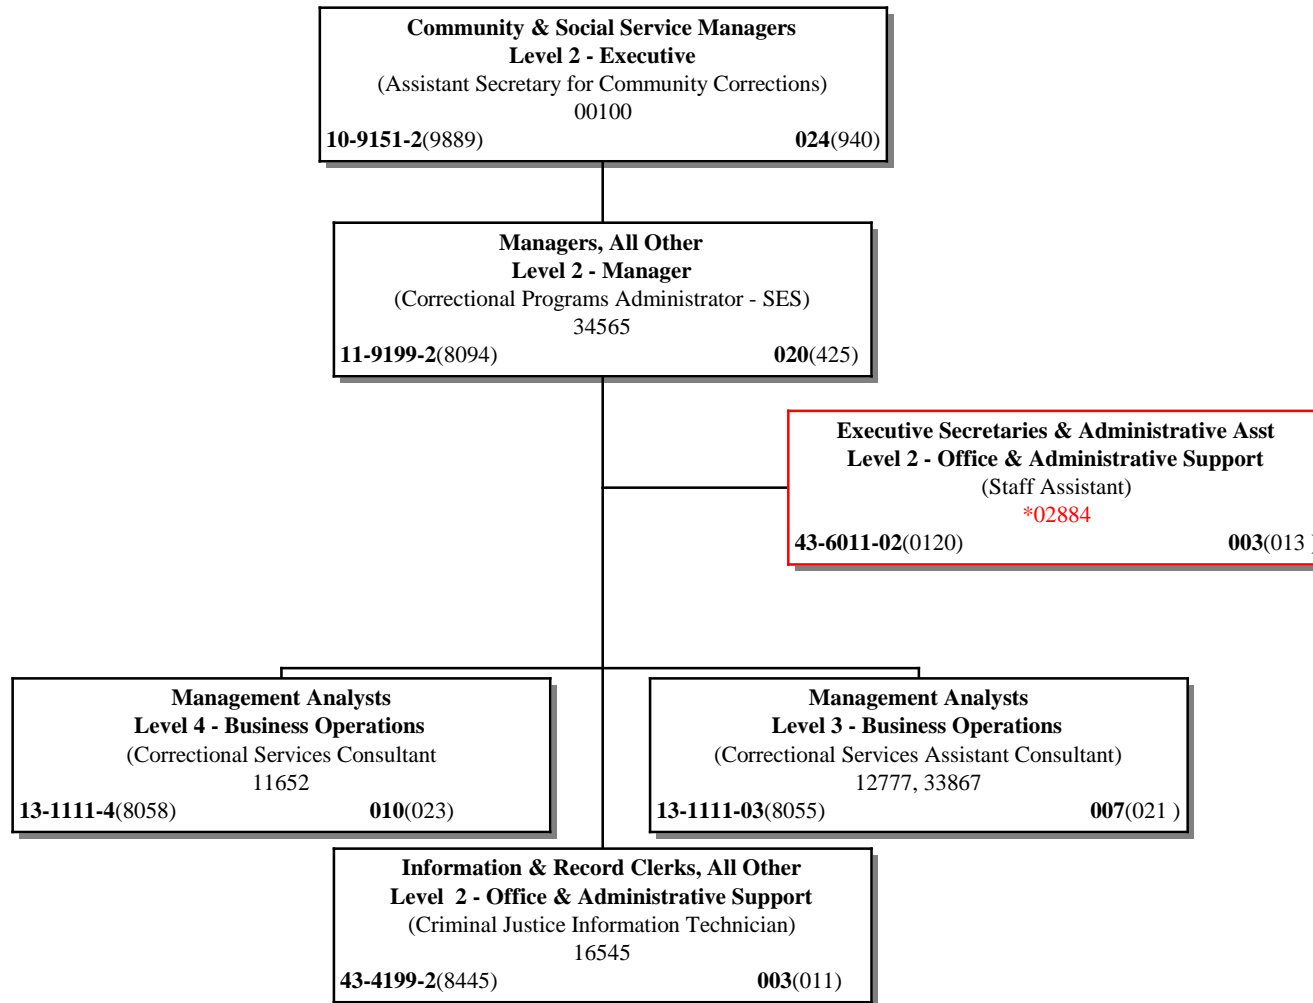 Community & Social Service Managers
Level 2 - Executive
(Assistant Secretary for Community Corrections)
00100
10-9151-2(9889) 024(940)
Managers, All Other
Level 2 - Manager
(Correctional Programs Administrator - SES)
34565
11-9199-2(8094) 020(425)
Executive Secretaries & Administrative Asst
Level 2 - Office & Administrative Support
(Staff Assistant)
*02884
43-6011-02(0120) 003(013 )
Management Analysts
Level 4 - Business Operations
(Correctional Services Consultant
11652
13-1111-4(8058) 010(023)
Management Analysts
Level 3 - Business Operations
(Correctional Services Assistant Consultant)
12777, 33867
13-1111-03(8055) 007(021 )
Information & Record Clerks, All Other
Level  2 - Office & Administrative Support
(Criminal Justice Information Technician)
16545
43-4199-2(8445) 003(011)